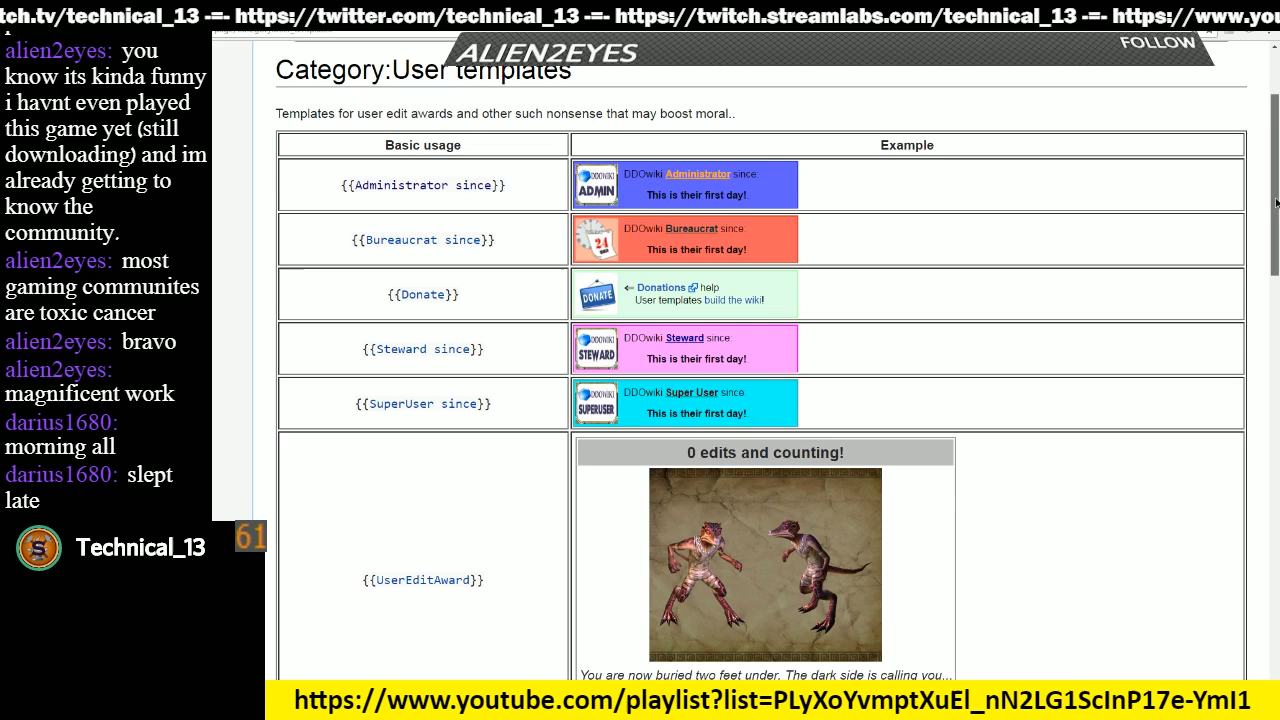 tch.tv/technical_13 -=- https://twitter.com/technical_13 -=- https://twitch.streamlabs.com/technical_13 -=- https://www.yo
alien2eyes: you
know its kinda funny
i havnt even played
this game yet (still
downloading) and im
already getting to
know the
community.
alien2eyes: most
gaming communites
are toxic cancer
alien2eyes: bravo
alien2eyes:
magnificent work
darius1680:
morning all
darius1680: slept
late
Technical_13
61
ALIEN2EYES
FOLLOW
Category:User templates
Templates for user edit awards and other such nonsense that may boost moral..
Basic usage
Example
{{Administrator since}}
ADMIN
DDOwiki Administrator since:
This is their first day!
{{Bureaucrat since}}
24
DDOwiki Bureaucrat since:
This is their first day!
{{Donate}}
DONATE
⇐ Donations help
User templates build the wiki!
{{Steward since}}
DDOWIKI
STEWARD
DDOwiki Steward since:
This is their first day!
{{SuperUser since}}
DDOWIKI
SUPERUSER
DDOwiki Super User since:
This is their first day!
{{UserEditAward}}
0 edits and counting!
You are now buried two feet under. The dark side is calling you...
https://www.youtube.com/playlist?list=PLyXoYvmptXuEl_nN2LG1ScInP17e-YmI1